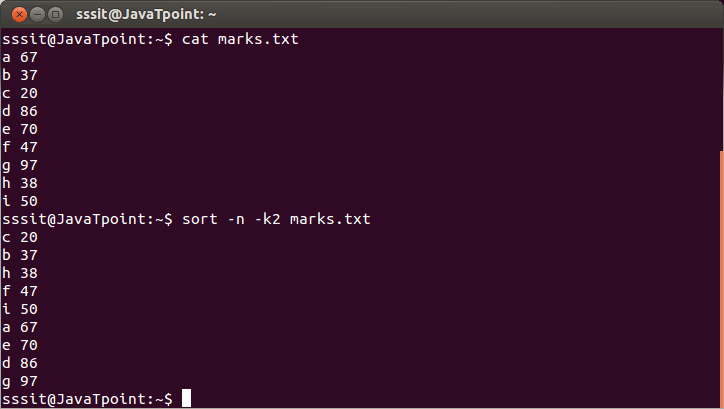 sssit@JavaTpoint: ~
sssit@JavaTpoint:~$ cat marks.txt
a 67
b 37
c 20
d 86
e 70
f 47
g 97
h 38
i 50
sssit@JavaTpoint:~$ sort -n -k2 marks.txt
c 20
b 37
h 38
f 47
i 50
a 67
e 70
d 86
g 97
sssit@JavaTpoint:~$